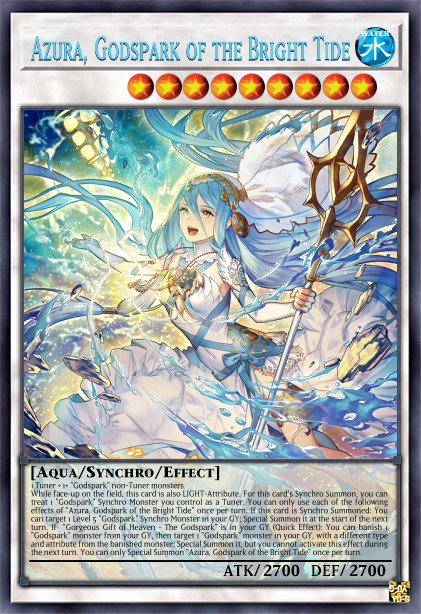 Azura, Godspark of the Bright Tide
WATER
水
[Aqua/Synchro/Effect]
1 Tuner + 1+ "Godspark" non-Tuner monsters
While face-up on the field, this card is also LIGHT-Attribute. For this card's Synchro Summon, you can
treat 1 "Godspark" Synchro Monster you control as a Tuner. You can only use each of the following
effects of "Azura, Godspark of the Bright Tide" once per turn. If this card is Synchro Summoned: You
can target 1 Level 5 "Godspark" Synchro Monster in your GY; Special Summon it at the start of the next
turn. If "Gorgeous Gift of Heaven - The Godspark" is in your GY, (Quick Effect): You can banish 1
"Godspark" monster from your GY, then target 1 "Godspark" monster in your GY, with a different type
and attribute from the banished monster; Special Summon it, but you cannot activate this effect during
the next turn. You can only Special Summon "Azura, Godspark of the Bright Tide" once per turn.
ATK/ 2700 DEF/ 2700